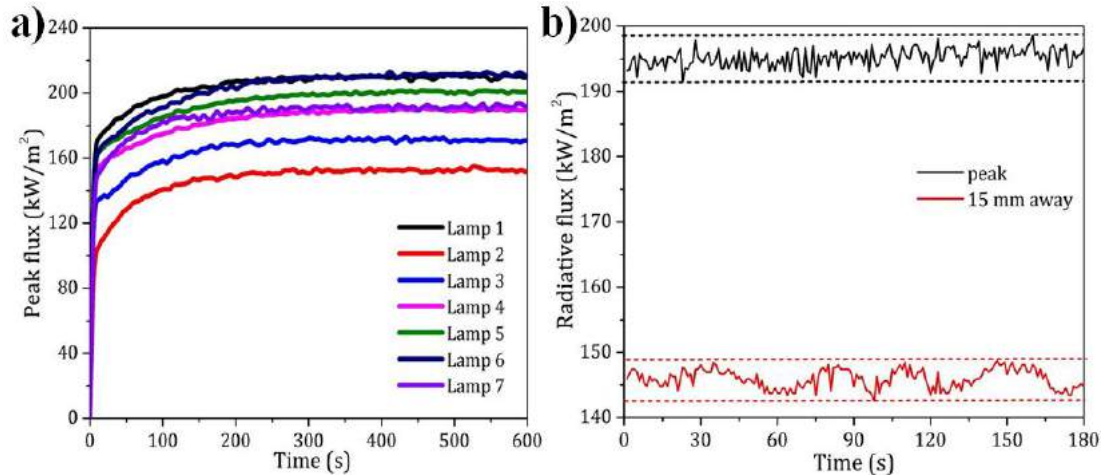 a)
Peak flux (kW/m²)
240
200
160
120
80
40
0
Lamp 1
Lamp 2
Lamp 3
Lamp 4
Lamp 5
Lamp 6
Lamp 7
0 100 200 300 400 500 600
Time (s)
b)
Radiative flux (kW/m²)
200
190
180
170
160
150
140
peak
15 mm away
0 30 60 90 120 150 180
Time (s)